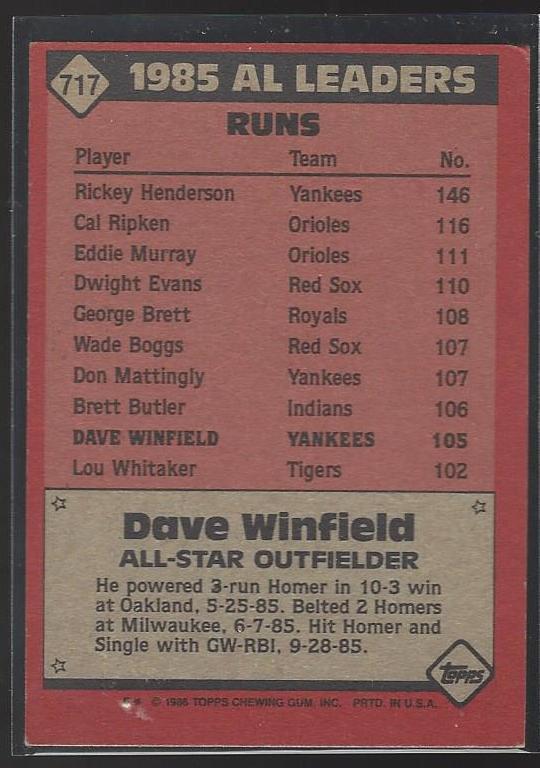 717 1985 AL LEADERS
RUNS
Player Team No.
Rickey Henderson Yankees 146
Cal Ripken Orioles 116
Eddie Murray Orioles 111
Dwight Evans Red Sox 110
George Brett Royals 108
Wade Boggs Red Sox 107
Don Mattingly Yankees 107
Brett Butler Indians 106
DAVE WINFIELD YANKEES 105
Lou Whitaker Tigers 102
Dave Winfield
ALL-STAR OUTFIELDER
He powered 3-run Homer in 10-3 win
at Oakland, 5-25-85. Belted 2 Homers
at Milwaukee, 6-7-85. Hit Homer and
Single with GW-RBI, 9-28-85.
topps
© 1986 TOPPS CHEWING GUM, INC. PRTD. IN U.S.A.